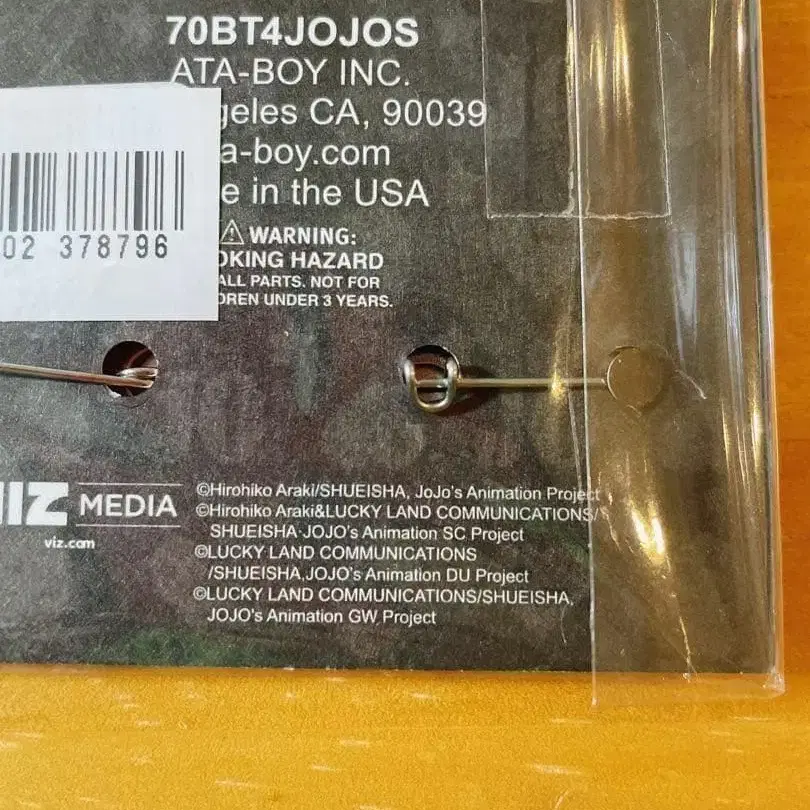 70BT4JOJOS
ATA-BOY INC.
geles CA, 90039
a-boy.com
e in the USA
02 378796
⚠ WARNING:
OKING HAZARD
ALL PARTS. NOT FOR
DREN UNDER 3 YEARS.
VIZ MEDIA
viz.com
©Hirohiko Araki/SHUEISHA, JoJo's Animation Project
©Hirohiko Araki&LUCKY LAND COMMUNICATIONS/
SHUEISHA·JOJO's Animation SC Project
©LUCKY LAND COMMUNICATIONS
/SHUEISHA,JOJO's Animation DU Project
©LUCKY LAND COMMUNICATIONS/SHUEISHA,
JOJO's Animation GW Project